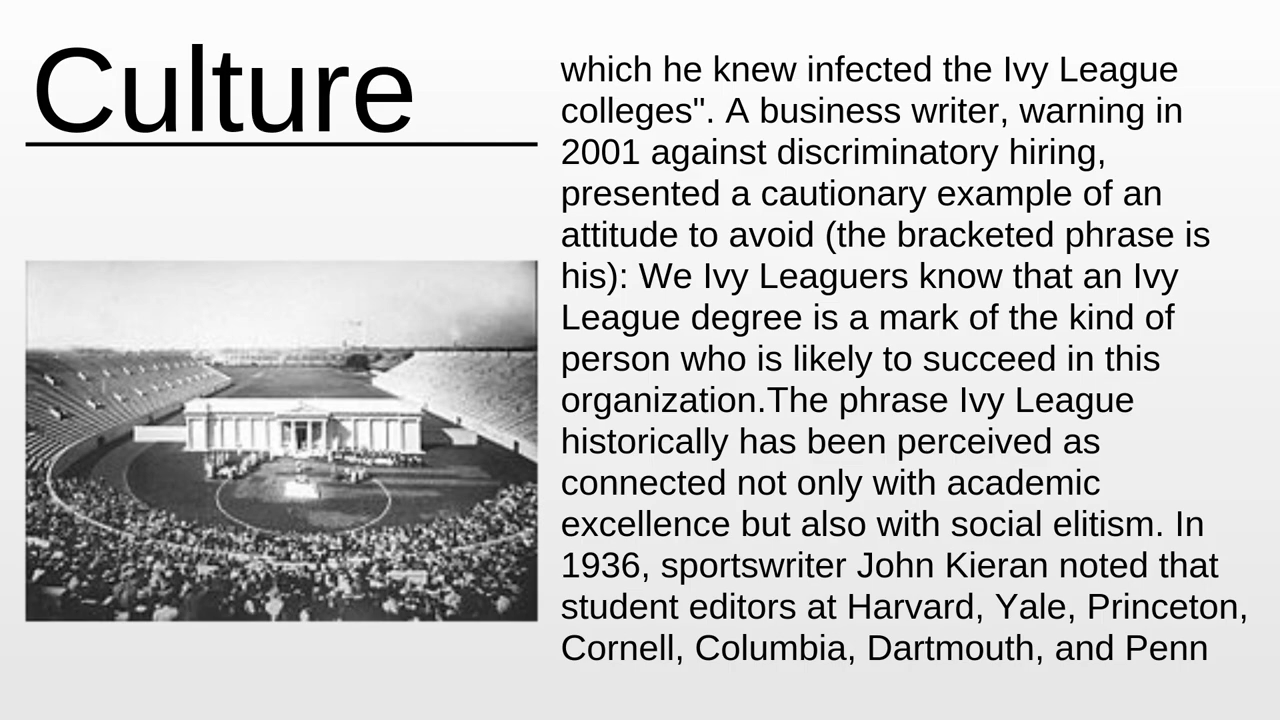 Culture
which he knew infected the Ivy League
colleges". A business writer, warning in
2001 against discriminatory hiring,
presented a cautionary example of an
attitude to avoid (the bracketed phrase is
his): We Ivy Leaguers know that an Ivy
League degree is a mark of the kind of
person who is likely to succeed in this
organization.The phrase Ivy League
historically has been perceived as
connected not only with academic
excellence but also with social elitism. In
1936, sportswriter John Kieran noted that
student editors at Harvard, Yale, Princeton,
Cornell, Columbia, Dartmouth, and Penn